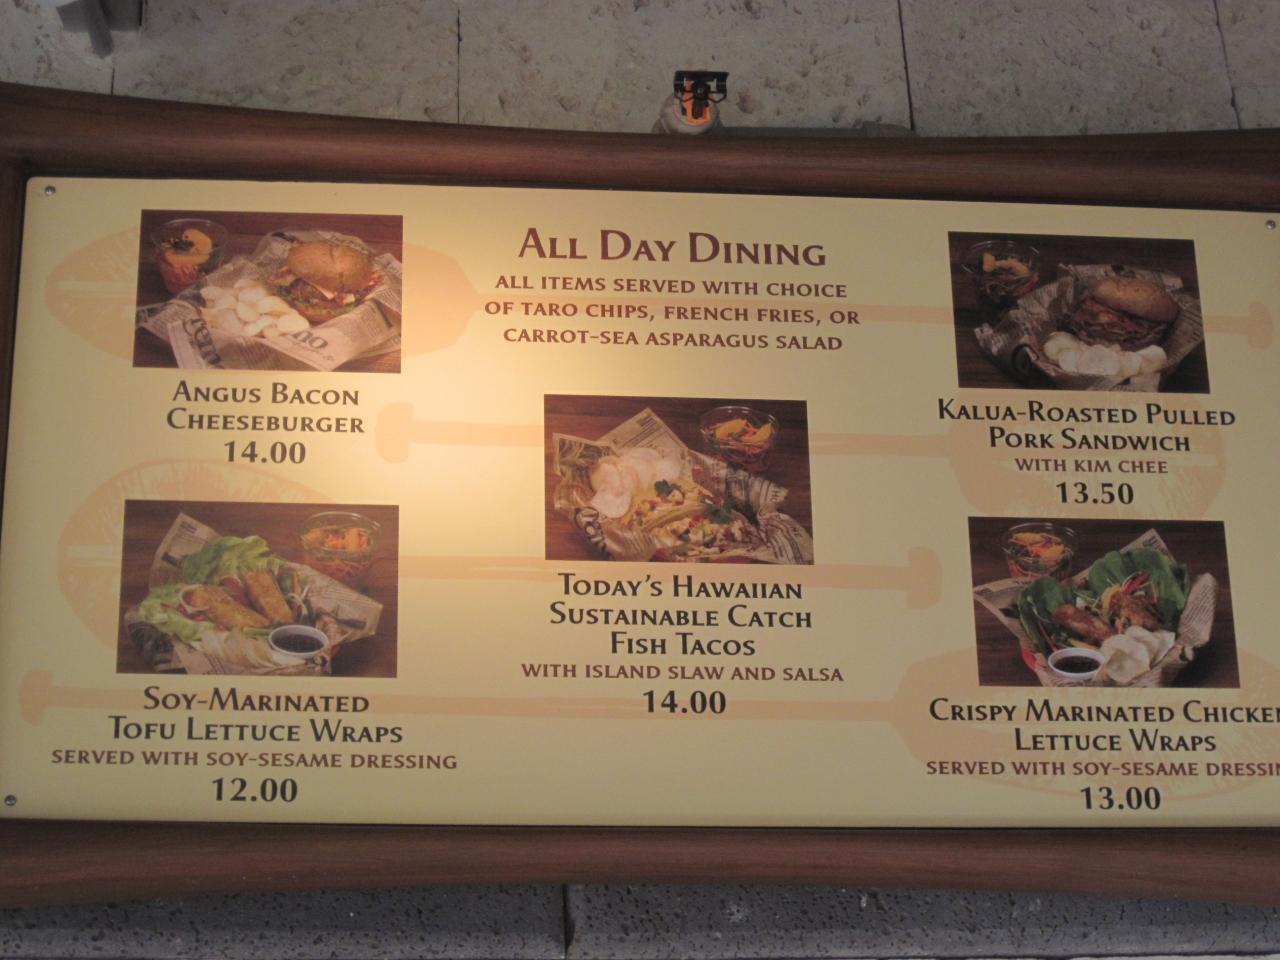 All Day Dining
ALL ITEMS SERVED WITH CHOICE
OF TARO CHIPS, FRENCH FRIES, OR
CARROT-SEA ASPARAGUS SALAD
Angus Bacon
Cheeseburger
14.00
Soy-Marinated
Tofu Lettuce Wraps
SERVED WITH SOY-SESAME DRESSING
12.00
Today's Hawaiian
Sustainable Catch
Fish Tacos
WITH ISLAND SLAW AND SALSA
14.00
Kalua-Roasted Pulled
Pork Sandwich
WITH KIM CHEE
13.50
Crispy Marinated Chicken
Lettuce Wraps
SERVED WITH SOY-SESAME DRESSIN
13.00